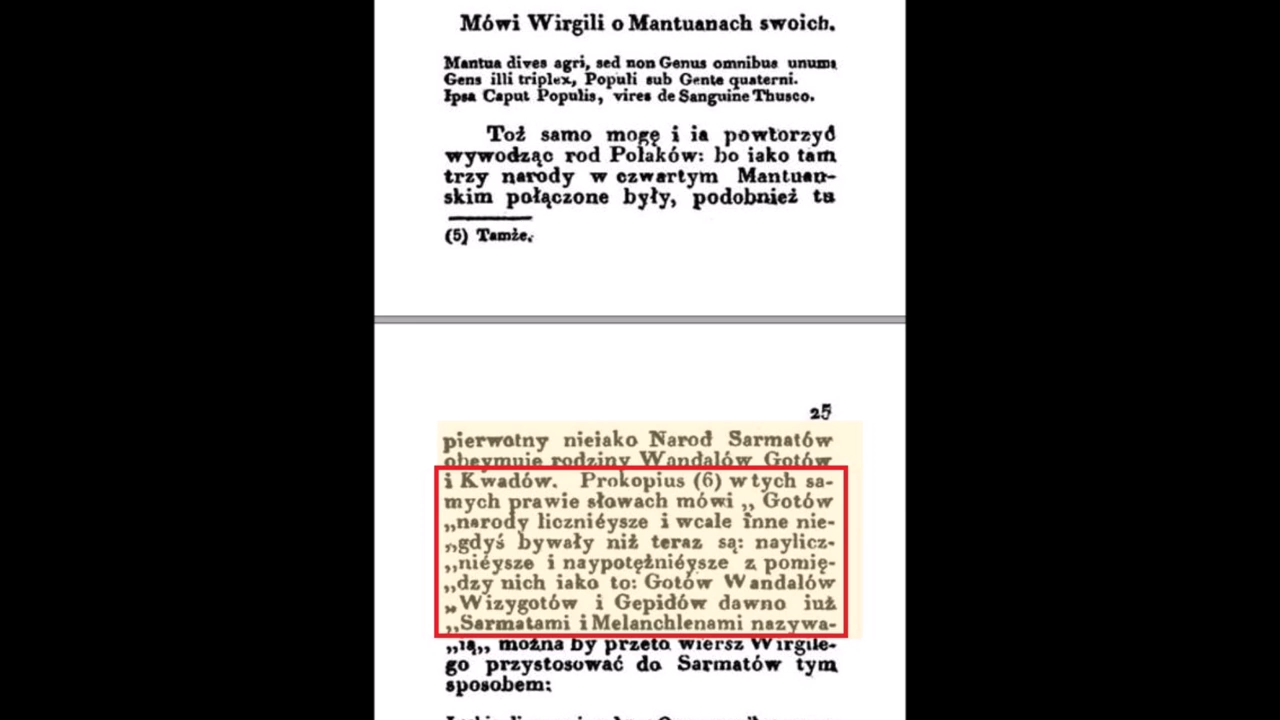 Mówi Wirgili o Mantuanach swoich.
Mantua dives agri, sed non Genus omnibus unum:
Gens illi triplex, Populi sub Gente quaterni.
Ipsa Caput Populis, vires de Sanguine Thusco.
Toż samo mogę i ia powtorzyć
wywodząc rod Polaków: bo iako tam
trzy narody w czwartym Mantuań-
skim połączone były, podobnież tu
(5) Tamże.
25
pierwotny nieiako Narod Sarmatów
obeymuie rodziny Wandalów Gotów
i Kwadów. Prokopius (6) w tych sa-
mych prawie słowach mówi „ Gotów
„narody liczniéysze i wcale inne nie-
„gdyś bywały niż teraz są: naylicz-
„niéysze i naypotężniéysze z pomię-
„dzy nich iako to: Gotów Wandalów
„Wizygotów i Gepidów dawno iuż
„Sarmatami i Melanchlenami nazywa-
„ią„ można by przeto wiersz Wirgile-
go przystosować do Sarmatów tym
sposobem: